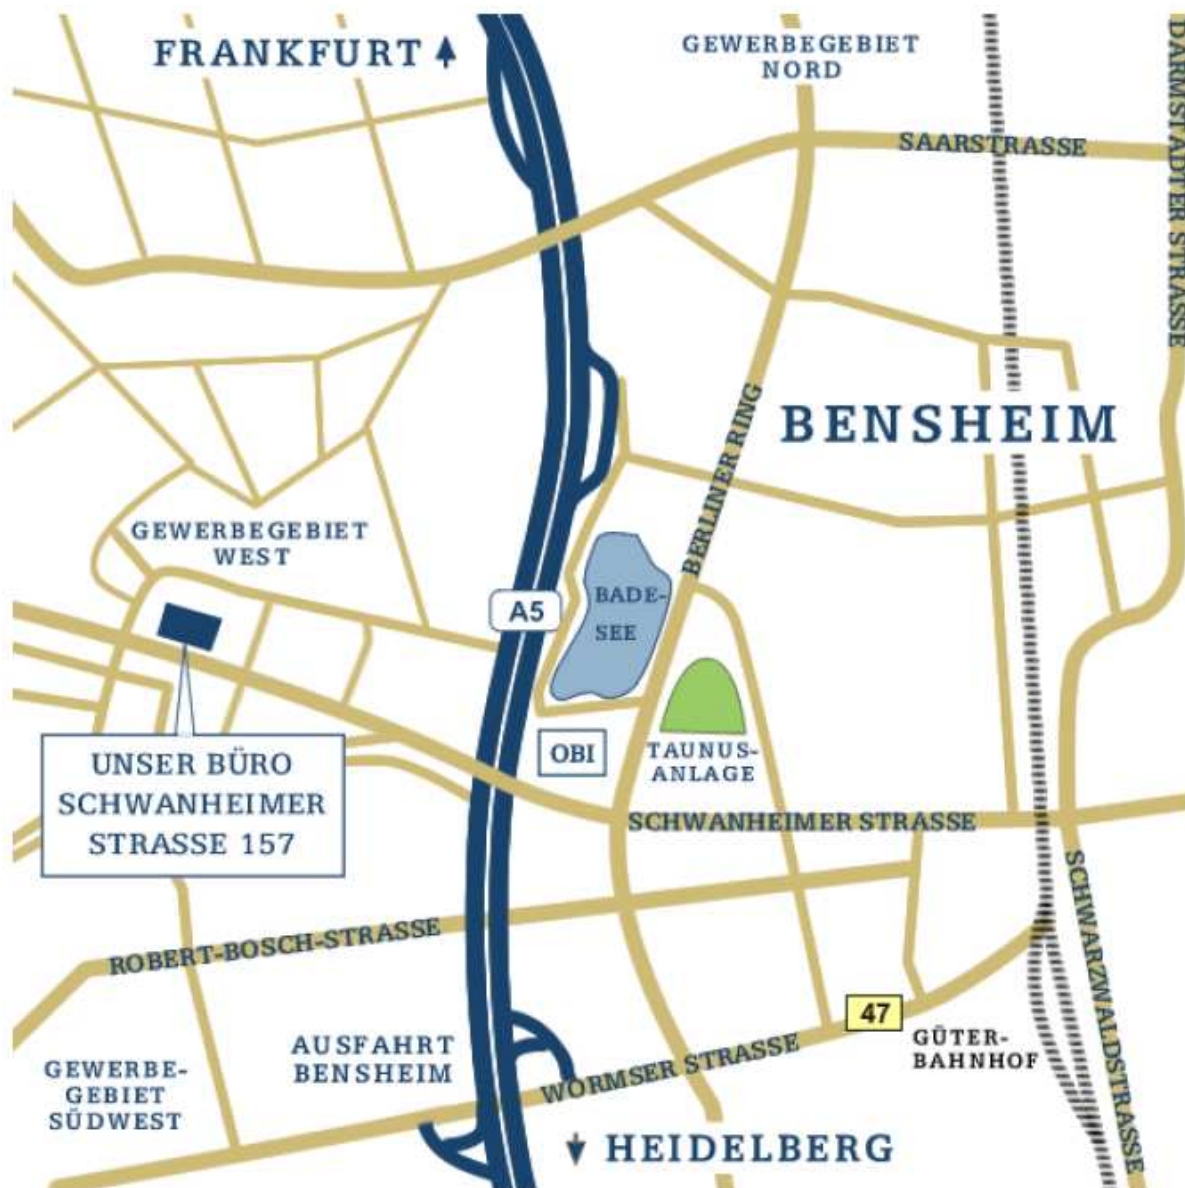 FRANKFURT
GEWERBEGEBIET
NORD
DARMSTADTER STRASSE
SAARSTRASSE
BENSHEIM
BERLINER RING
GEWERBEGEBIET
WEST
A5
BADE-
SEE
OBI
TAUNUS-
ANLAGE
UNSER BÜRO
SCHWANHEIMER
STRASSE 157
SCHWANHEIMER STRASSE
SCHWARZWALDSTRASSE
ROBERT-BOSCH-STRASSE
47
GÜTER-
BAHNHOF
AUSFAHRT
BENSHEIM
WORMSER STRASSE
GEWERBE-
GEBIET
SÜDWEST
HEIDELBERG